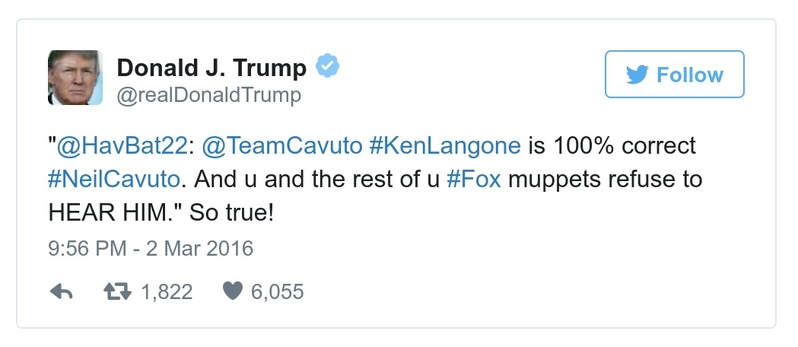 Donald J. Trump
@realDonaldTrump
Follow
"@HavBat22: @TeamCavuto #KenLangone is 100% correct
#NeilCavuto. And u and the rest of u #Fox muppets refuse to
HEAR HIM." So true!
9:56 PM - 2 Mar 2016
1,822 6,055